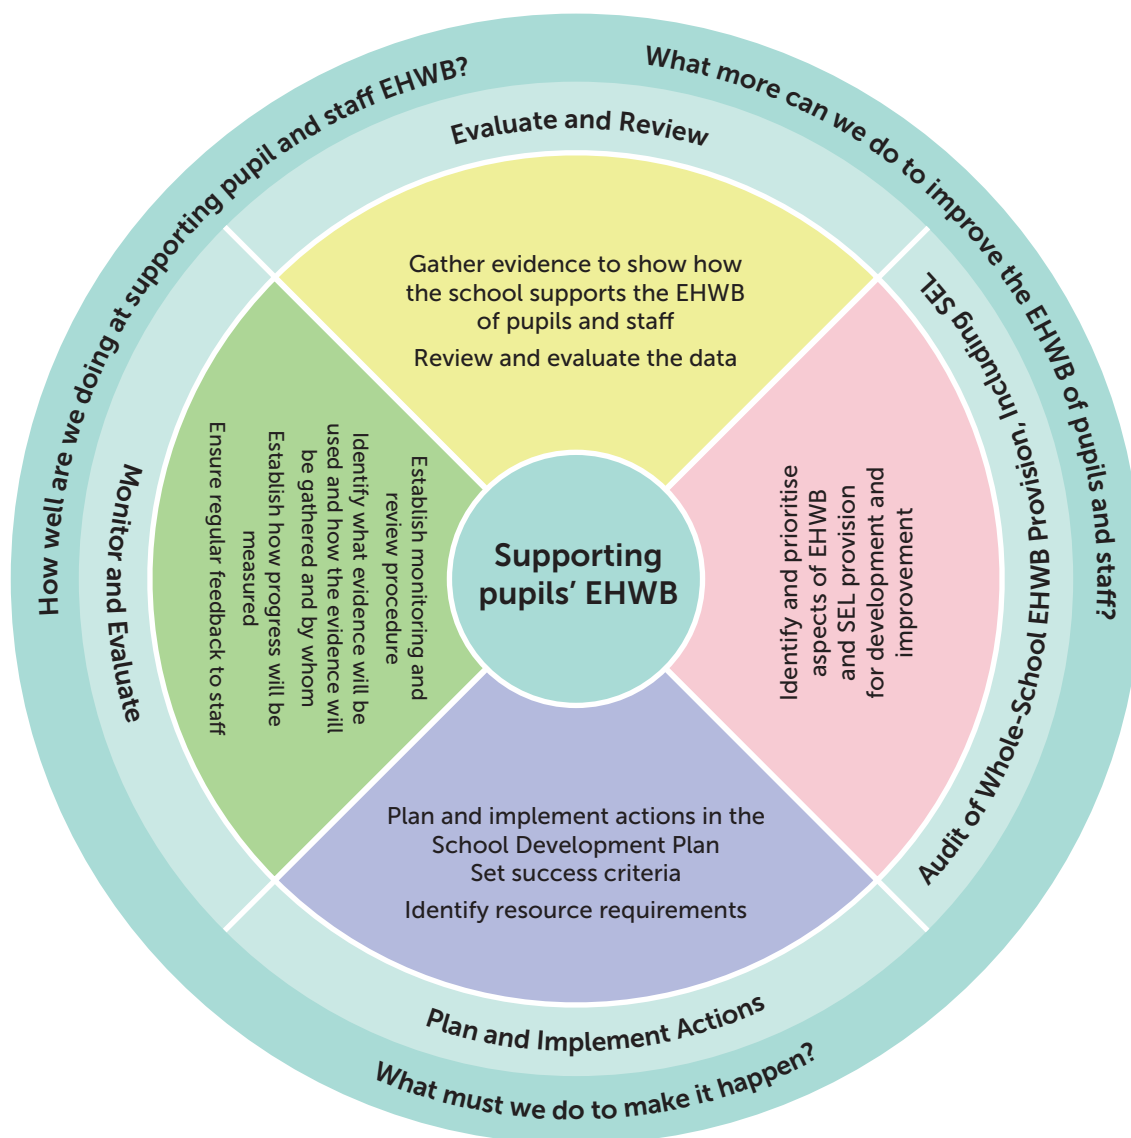 How well are we doing at supporting pupil and staff EHWB?
What more can we do to improve the EHWB of pupils and staff?
What must we do to make it happen?
Evaluate and Review
Gather evidence to show how
the school supports the EHWB
of pupils and staff
Review and evaluate the data
Audit of Whole-School EHWB Provision, Including SEL
Identify and prioritise
aspects of EHWB
and SEL provision
for development and
improvement
Plan and Implement Actions
Plan and implement actions in the
School Development Plan
Set success criteria
Identify resource requirements
Monitor and Evaluate
Establish monitoring and
review procedure
Identify what evidence will be
used and how the evidence will
be gathered and by whom
Establish how progress will be
measured
Ensure regular feedback to staff
Supporting
pupils’ EHWB